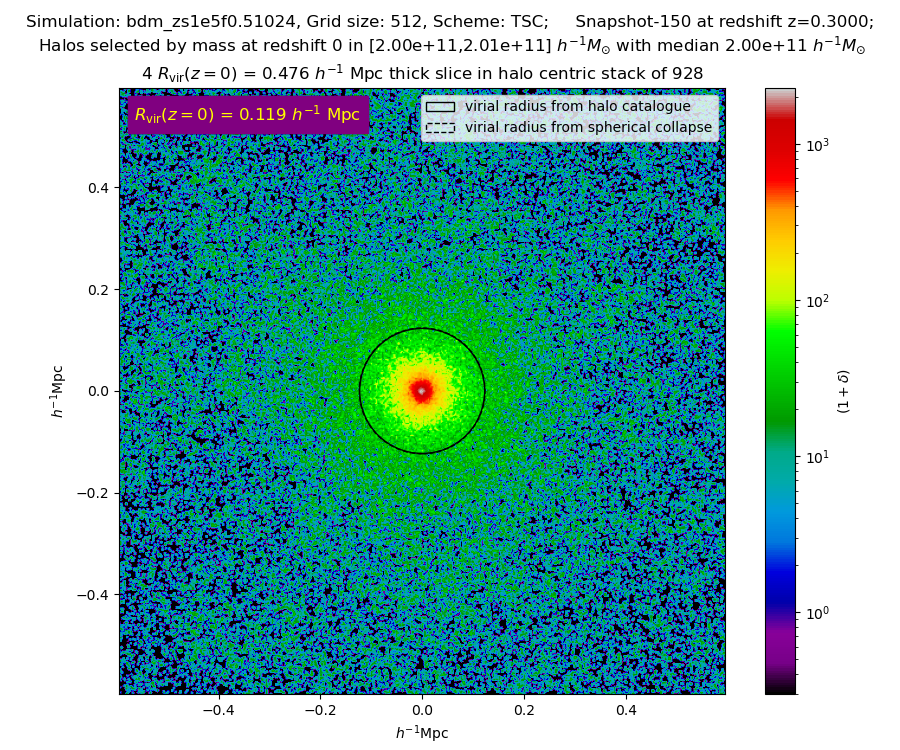 Simulation: bdm_zs1e5f0.51024, Grid size: 512, Scheme: TSC; Snapshot-150 at redshift z=0.3000;
Halos selected by mass at redshift 0 in [2.00e+11,2.01e+11] h⁻¹M⊙ with median 2.00e+11 h⁻¹M⊙
4 Rvir(z = 0) = 0.476 h⁻¹ Mpc thick slice in halo centric stack of 928
Rvir(z = 0) = 0.119 h⁻¹ Mpc
virial radius from halo catalogue
virial radius from spherical collapse
0.4
0.2
0.0
−0.2
−0.4
h⁻¹Mpc
−0.4 −0.2 0.0 0.2 0.4
h⁻¹Mpc
10³
10²
10¹
10⁰
(1 + δ)